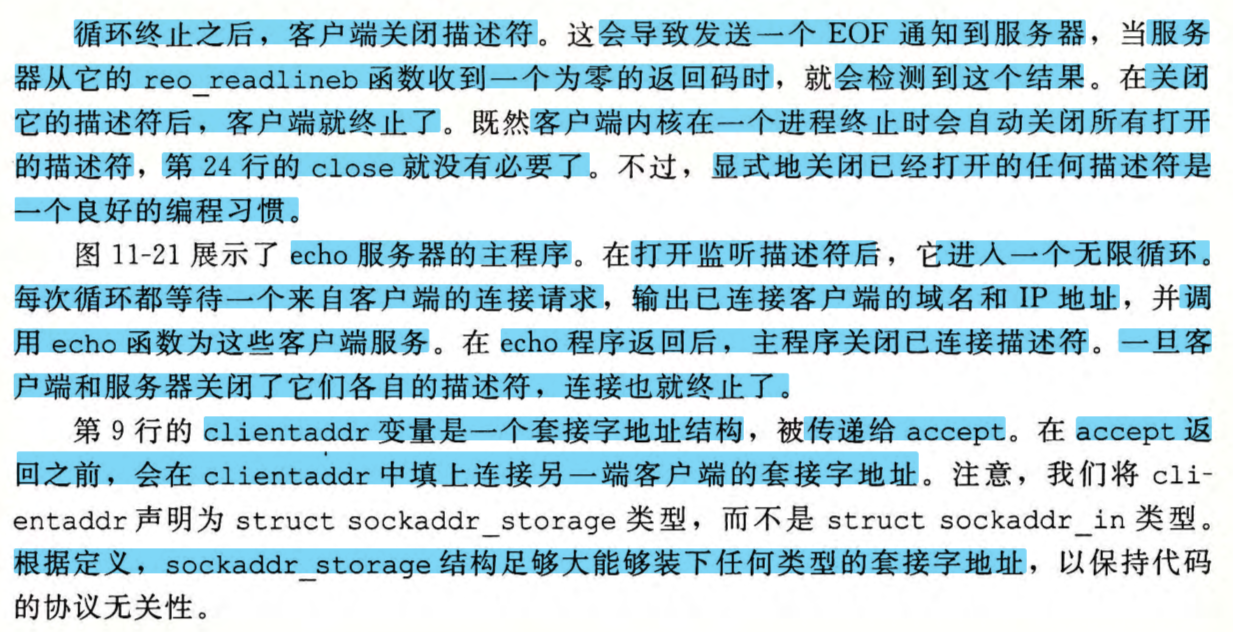 循环终止之后，客户端关闭描述符。这会导致发送一个 EOF 通知到服务器，当服务
器从它的 reo_readlineb 函数收到一个为零的返回码时，就会检测到这个结果。在关闭
它的描述符后，客户端就终止了。既然客户端内核在一个进程终止时会自动关闭所有打开
的描述符，第 24 行的 close 就没有必要了。不过，显式地关闭已经打开的任何描述符是
一个良好的编程习惯。
图 11-21 展示了 echo 服务器的主程序。在打开监听描述符后，它进入一个无限循环。
每次循环都等待一个来自客户端的连接请求，输出已连接客户端的域名和 IP 地址，并调
用 echo 函数为这些客户端服务。在 echo 程序返回后，主程序关闭已连接描述符。一旦客
户端和服务器关闭了它们各自的描述符，连接也就终止了。
第 9 行的 clientaddr 变量是一个套接字地址结构，被传递给 accept。在 accept 返
回之前，会在 clientaddr 中填上连接另一端客户端的套接字地址。注意，我们将 cli-
entaddr 声明为 struct sockaddr_storage 类型，而不是 struct sockaddr_in 类型。
根据定义，sockaddr_storage 结构足够大能够装下任何类型的套接字地址，以保持代码
的协议无关性。